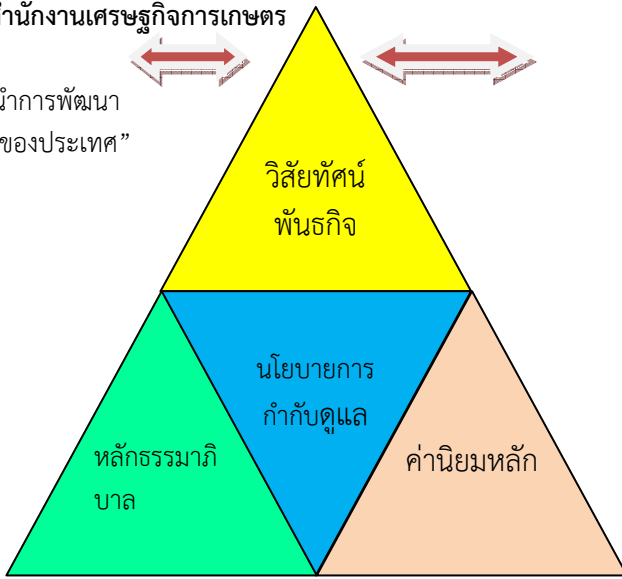 สำนักงานเศรษฐกิจการเกษตร
นำการพัฒนา
ของประเทศ”
วิสัยทัศน์
พันธกิจ
นโยบายการ
กำกับดูแล
หลักธรรมาภิ
บาล
ค่านิยมหลัก